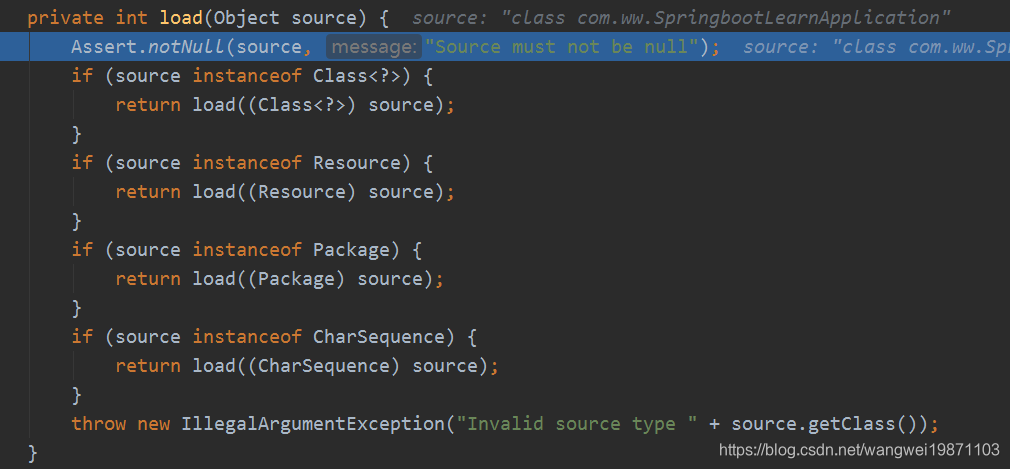 private int load(Object source) {  source: "class com.ww.SpringbootLearnApplication"
    Assert.notNull(source,  message: "Source must not be null");  source: "class com.ww.Spr
    if (source instanceof Class<?>) {
        return load((Class<?>) source);
    }
    if (source instanceof Resource) {
        return load((Resource) source);
    }
    if (source instanceof Package) {
        return load((Package) source);
    }
    if (source instanceof CharSequence) {
        return load((CharSequence) source);
    }
    throw new IllegalArgumentException("Invalid source type " + source.getClass());
}
https://blog.csdn.net/wangwei19871103